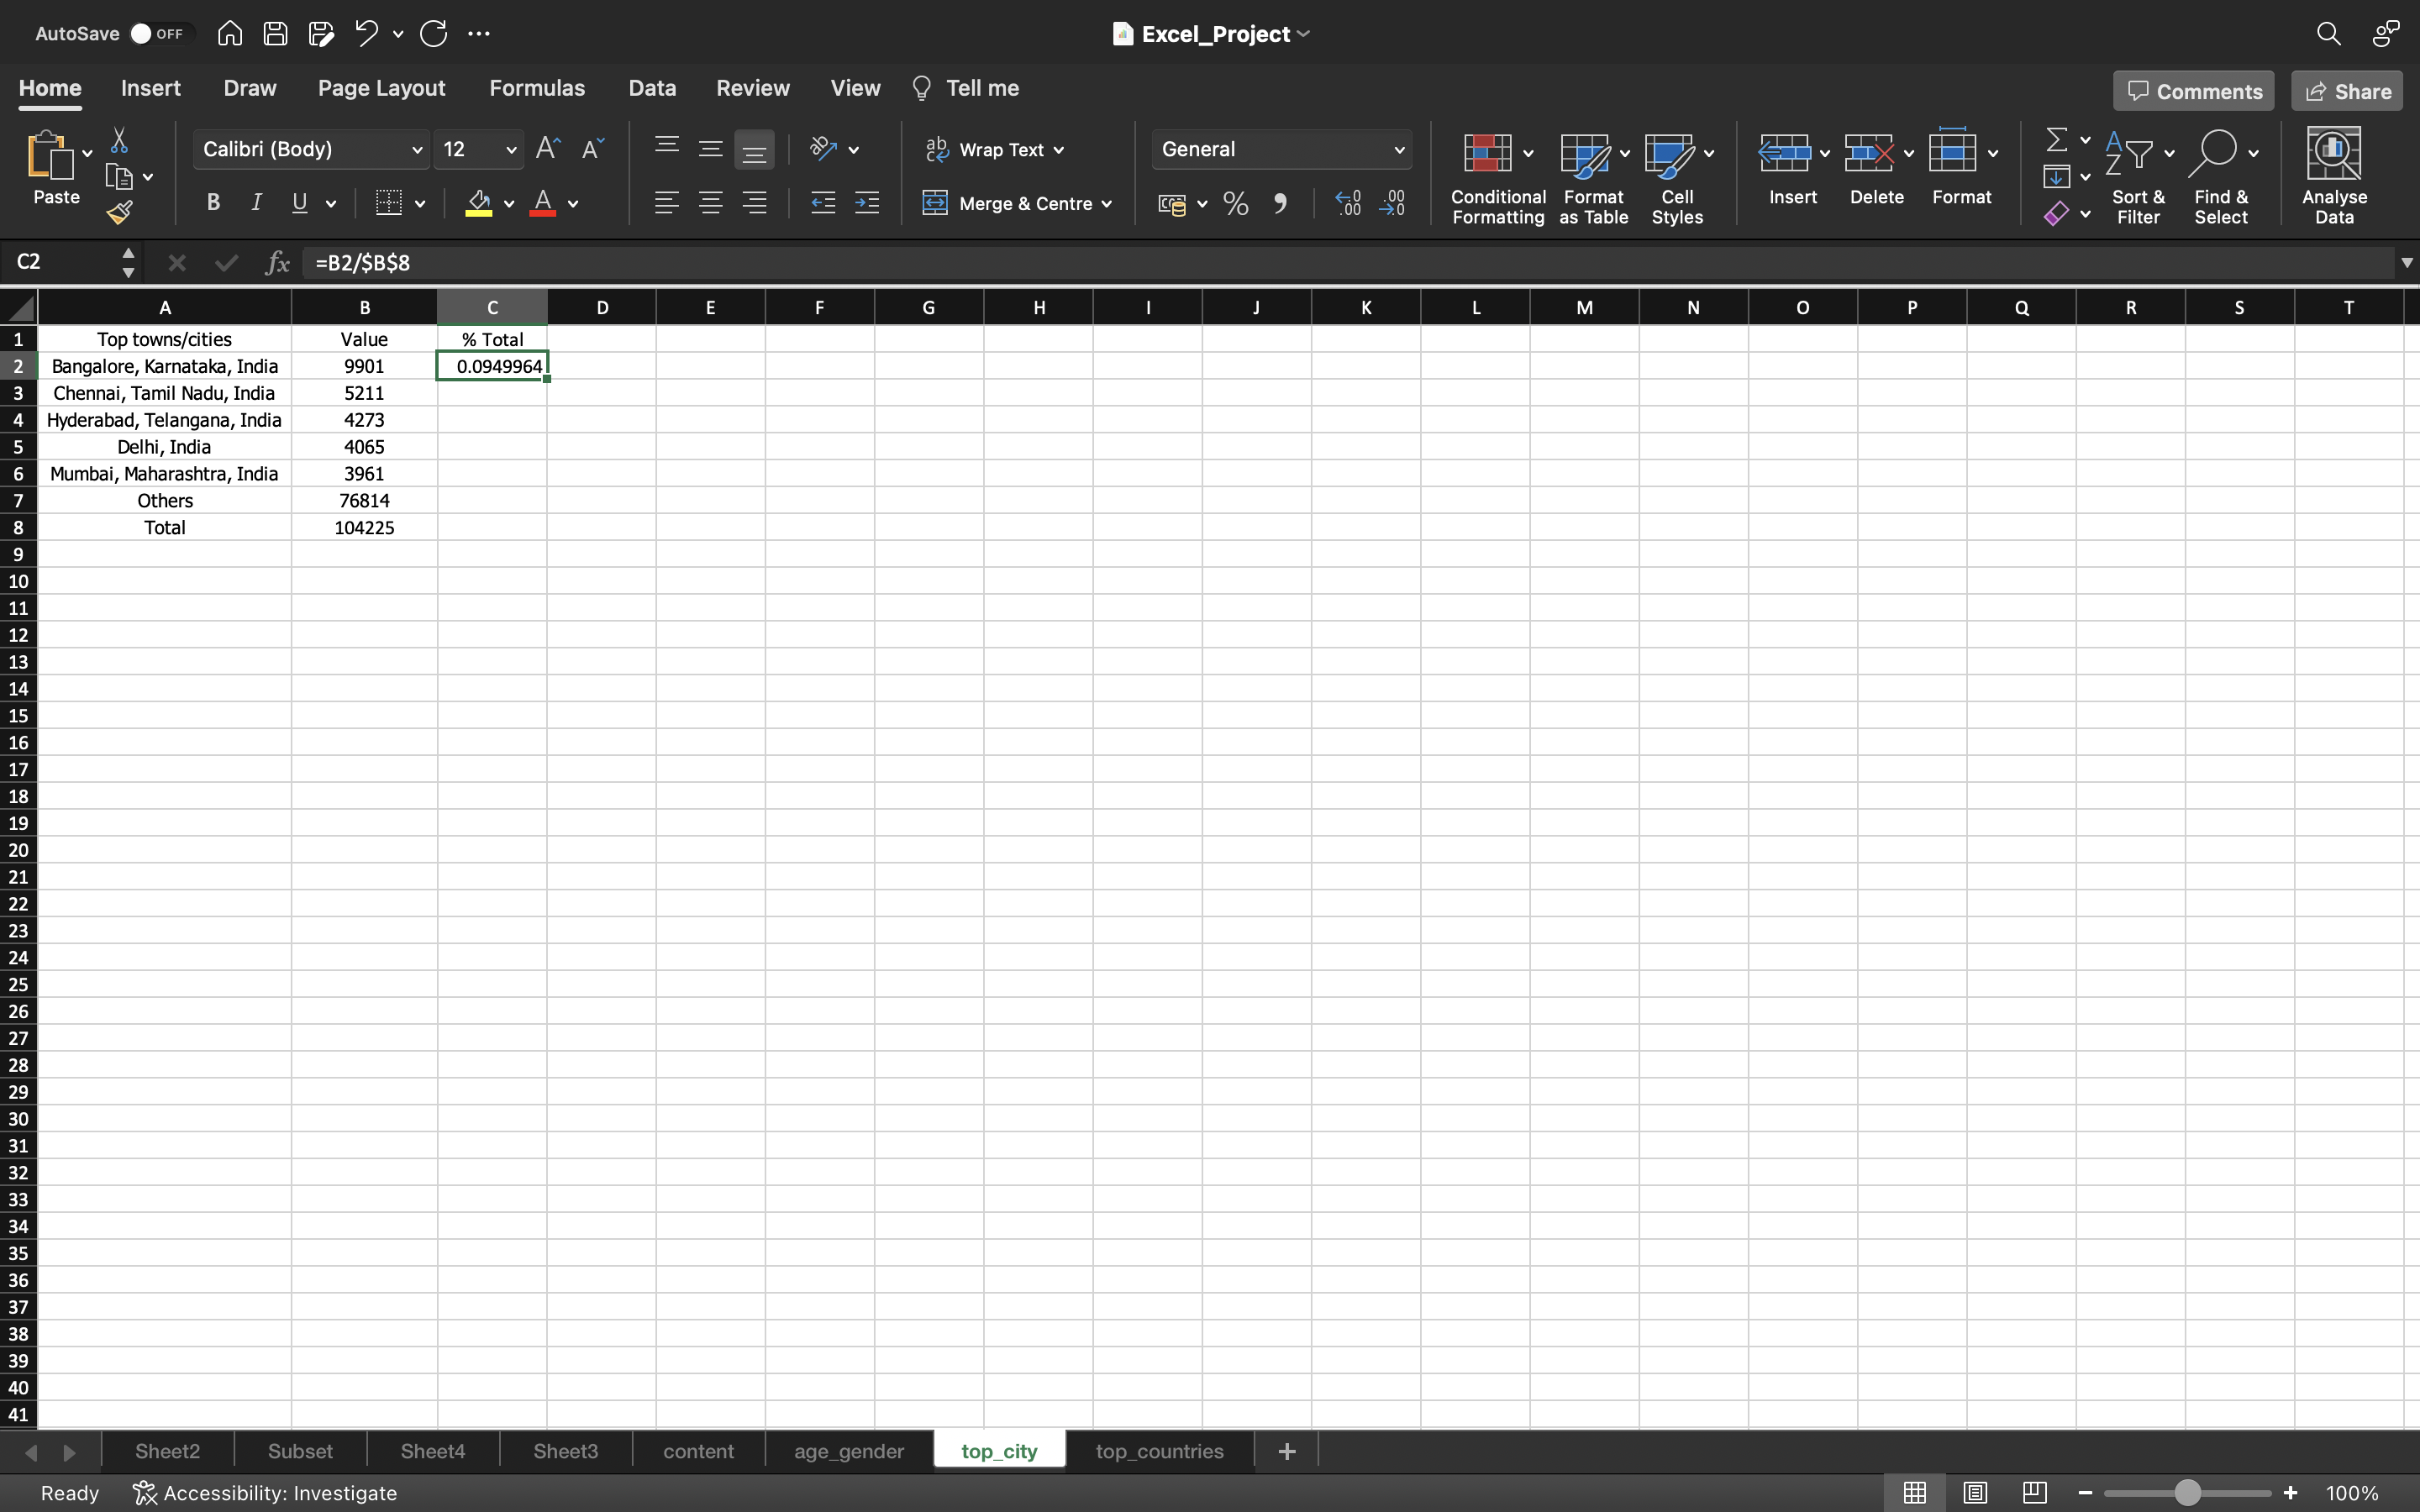 AutoSave OFF Excel_Project
Home Insert Draw Page Layout Formulas Data Review View Tell me Comments Share
Calibri (Body) 12 ab c Wrap Text General
Paste B I U A Merge & Centre % Conditional Formatting Format as Table Cell Styles Insert Delete Format Sort & Filter Find & Select Analyse Data
C2 fx =B2/$B$8
A B C D E F G H I J K L M N O P Q R S T
1 Top towns/cities Value % Total
2 Bangalore, Karnataka, India 9901 0.0949964
3 Chennai, Tamil Nadu, India 5211
4 Hyderabad, Telangana, India 4273
5 Delhi, India 4065
6 Mumbai, Maharashtra, India 3961
7 Others 76814
8 Total 104225
9
10
11
12
13
14
15
16
17
18
19
20
21
22
23
24
25
26
27
28
29
30
31
32
33
34
35
36
37
38
39
40
41
Sheet2 Subset Sheet4 Sheet3 content age_gender top_city top_countries +
Ready Accessibility: Investigate − + 100%